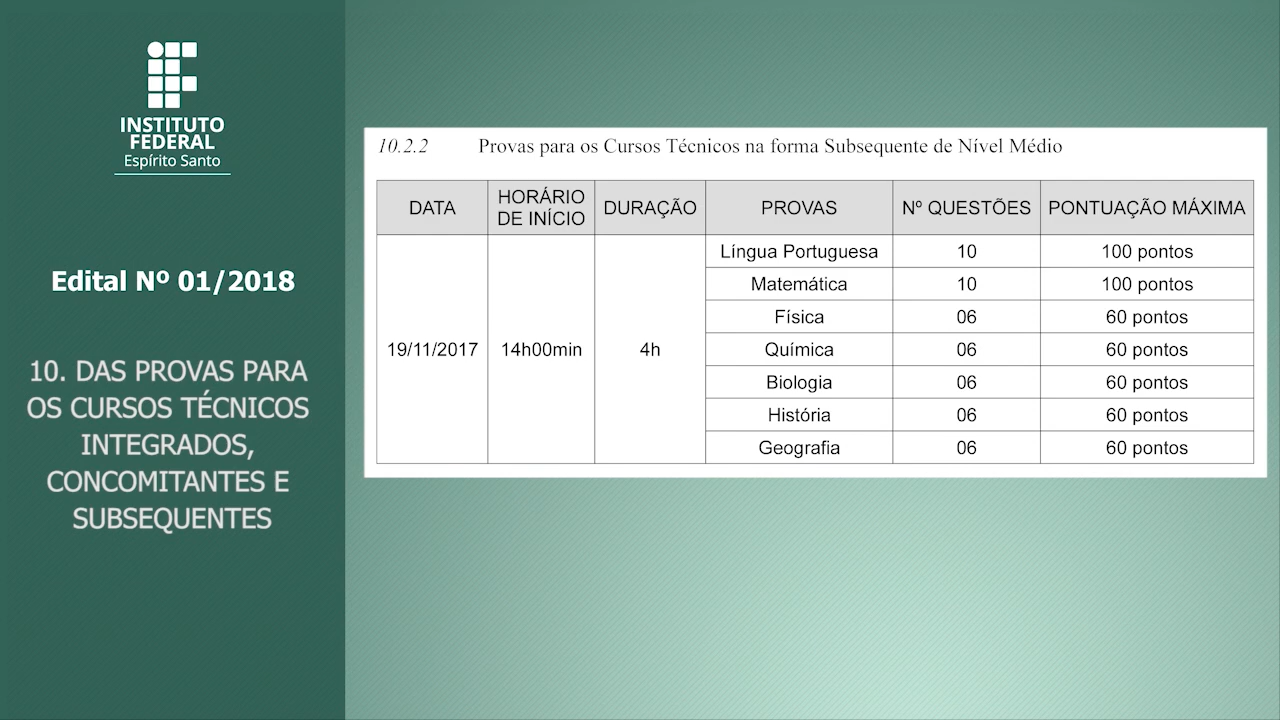 INSTITUTO
FEDERAL
Espírito Santo
Edital Nº 01/2018
10. DAS PROVAS PARA
OS CURSOS TÉCNICOS
INTEGRADOS,
CONCOMITANTES E
SUBSEQUENTES
10.2.2 Provas para os Cursos Técnicos na forma Subsequente de Nível Médio
DATA HORÁRIO DE INÍCIO DURAÇÃO PROVAS Nº QUESTÕES PONTUAÇÃO MÁXIMA
19/11/2017 14h00min 4h
Língua Portuguesa 10 100 pontos
Matemática 10 100 pontos
Física 06 60 pontos
Química 06 60 pontos
Biologia 06 60 pontos
História 06 60 pontos
Geografia 06 60 pontos